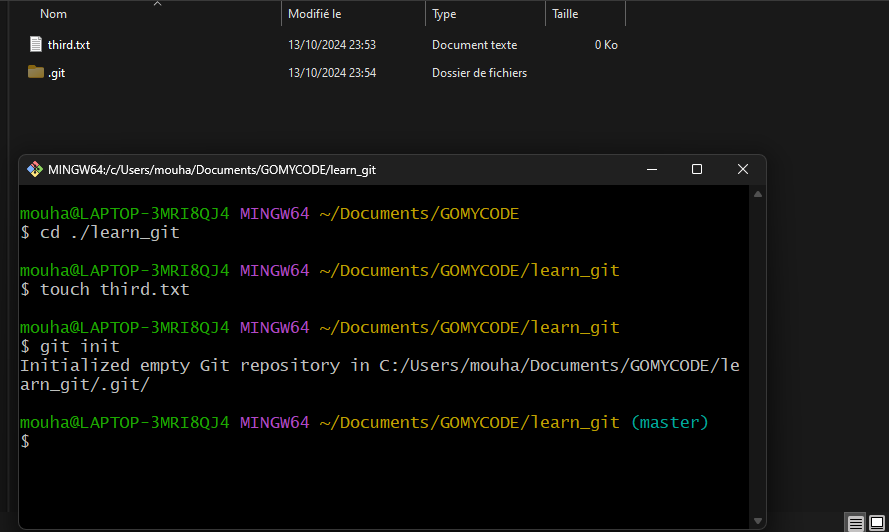 Nom Modifié le Type Taille
third.txt 13/10/2024 23:53 Document texte 0 Ko
.git 13/10/2024 23:54 Dossier de fichiers
MINGW64:/c/Users/mouha/Documents/GOMYCODE/learn_git
mouha@LAPTOP-3MRI8QJ4 MINGW64 ~/Documents/GOMYCODE
$ cd ./learn_git
mouha@LAPTOP-3MRI8QJ4 MINGW64 ~/Documents/GOMYCODE/learn_git
$ touch third.txt
mouha@LAPTOP-3MRI8QJ4 MINGW64 ~/Documents/GOMYCODE/learn_git
$ git init
Initialized empty Git repository in C:/Users/mouha/Documents/GOMYCODE/le
arn_git/.git/
mouha@LAPTOP-3MRI8QJ4 MINGW64 ~/Documents/GOMYCODE/learn_git (master)
$